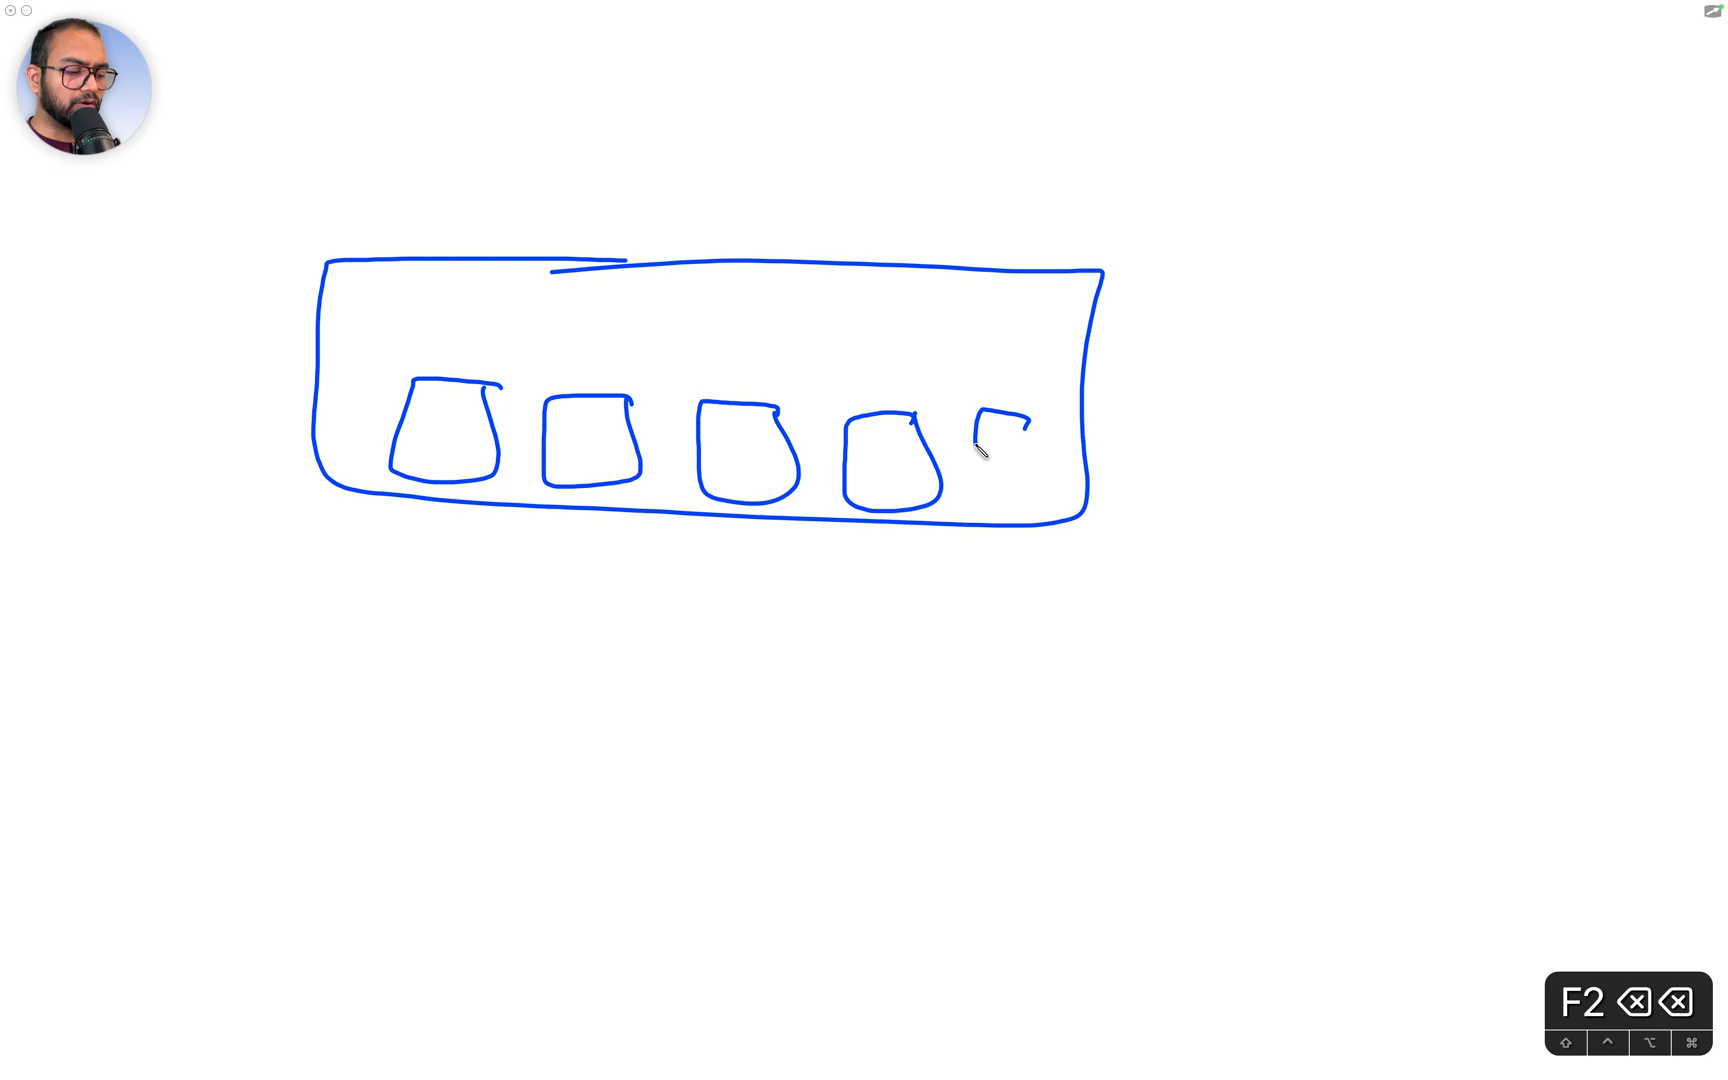 F2 ⌫⌫
⇧ ^ ⌥ ⌘